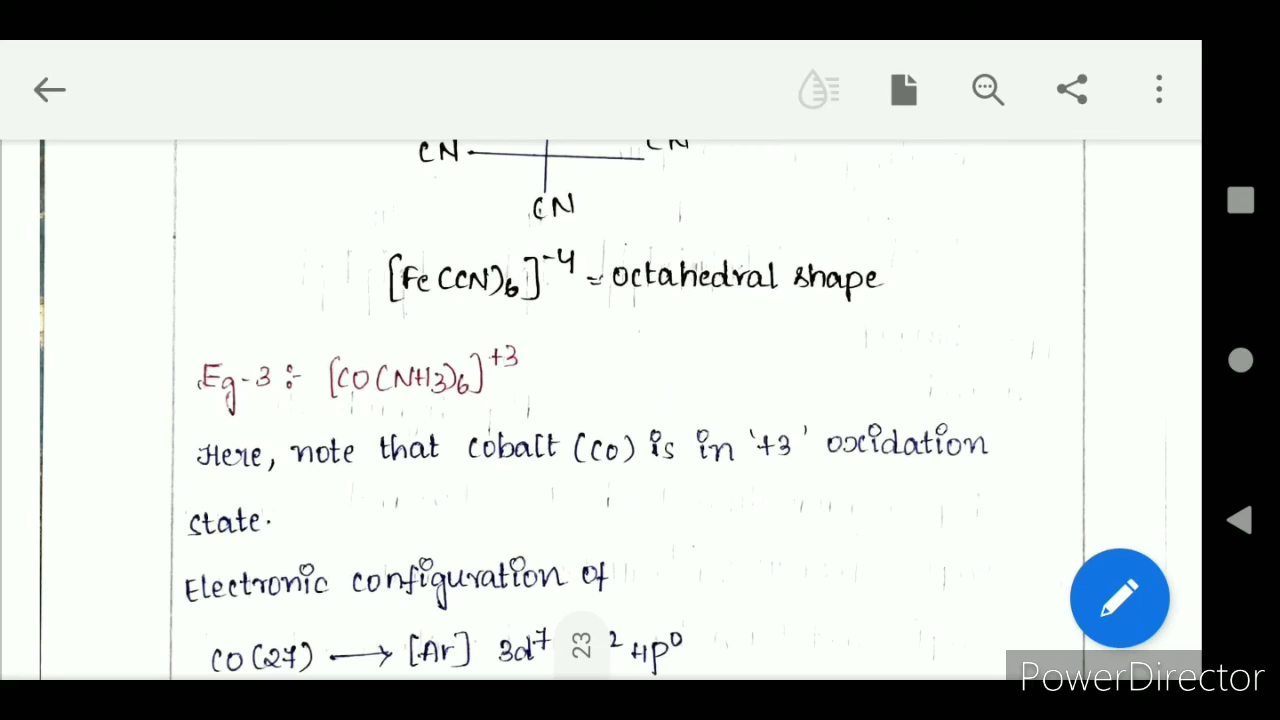 CN CN
CN
[Fe(CN)6]-4 = octahedral shape
Eg-3 :- [CO(NH3)6]+3
Here, note that cobalt (CO) is in '+3' oxidation
state.
Electronic configuration of
CO(27) → [Ar] 3d7 2 4p0
23
PowerDirector